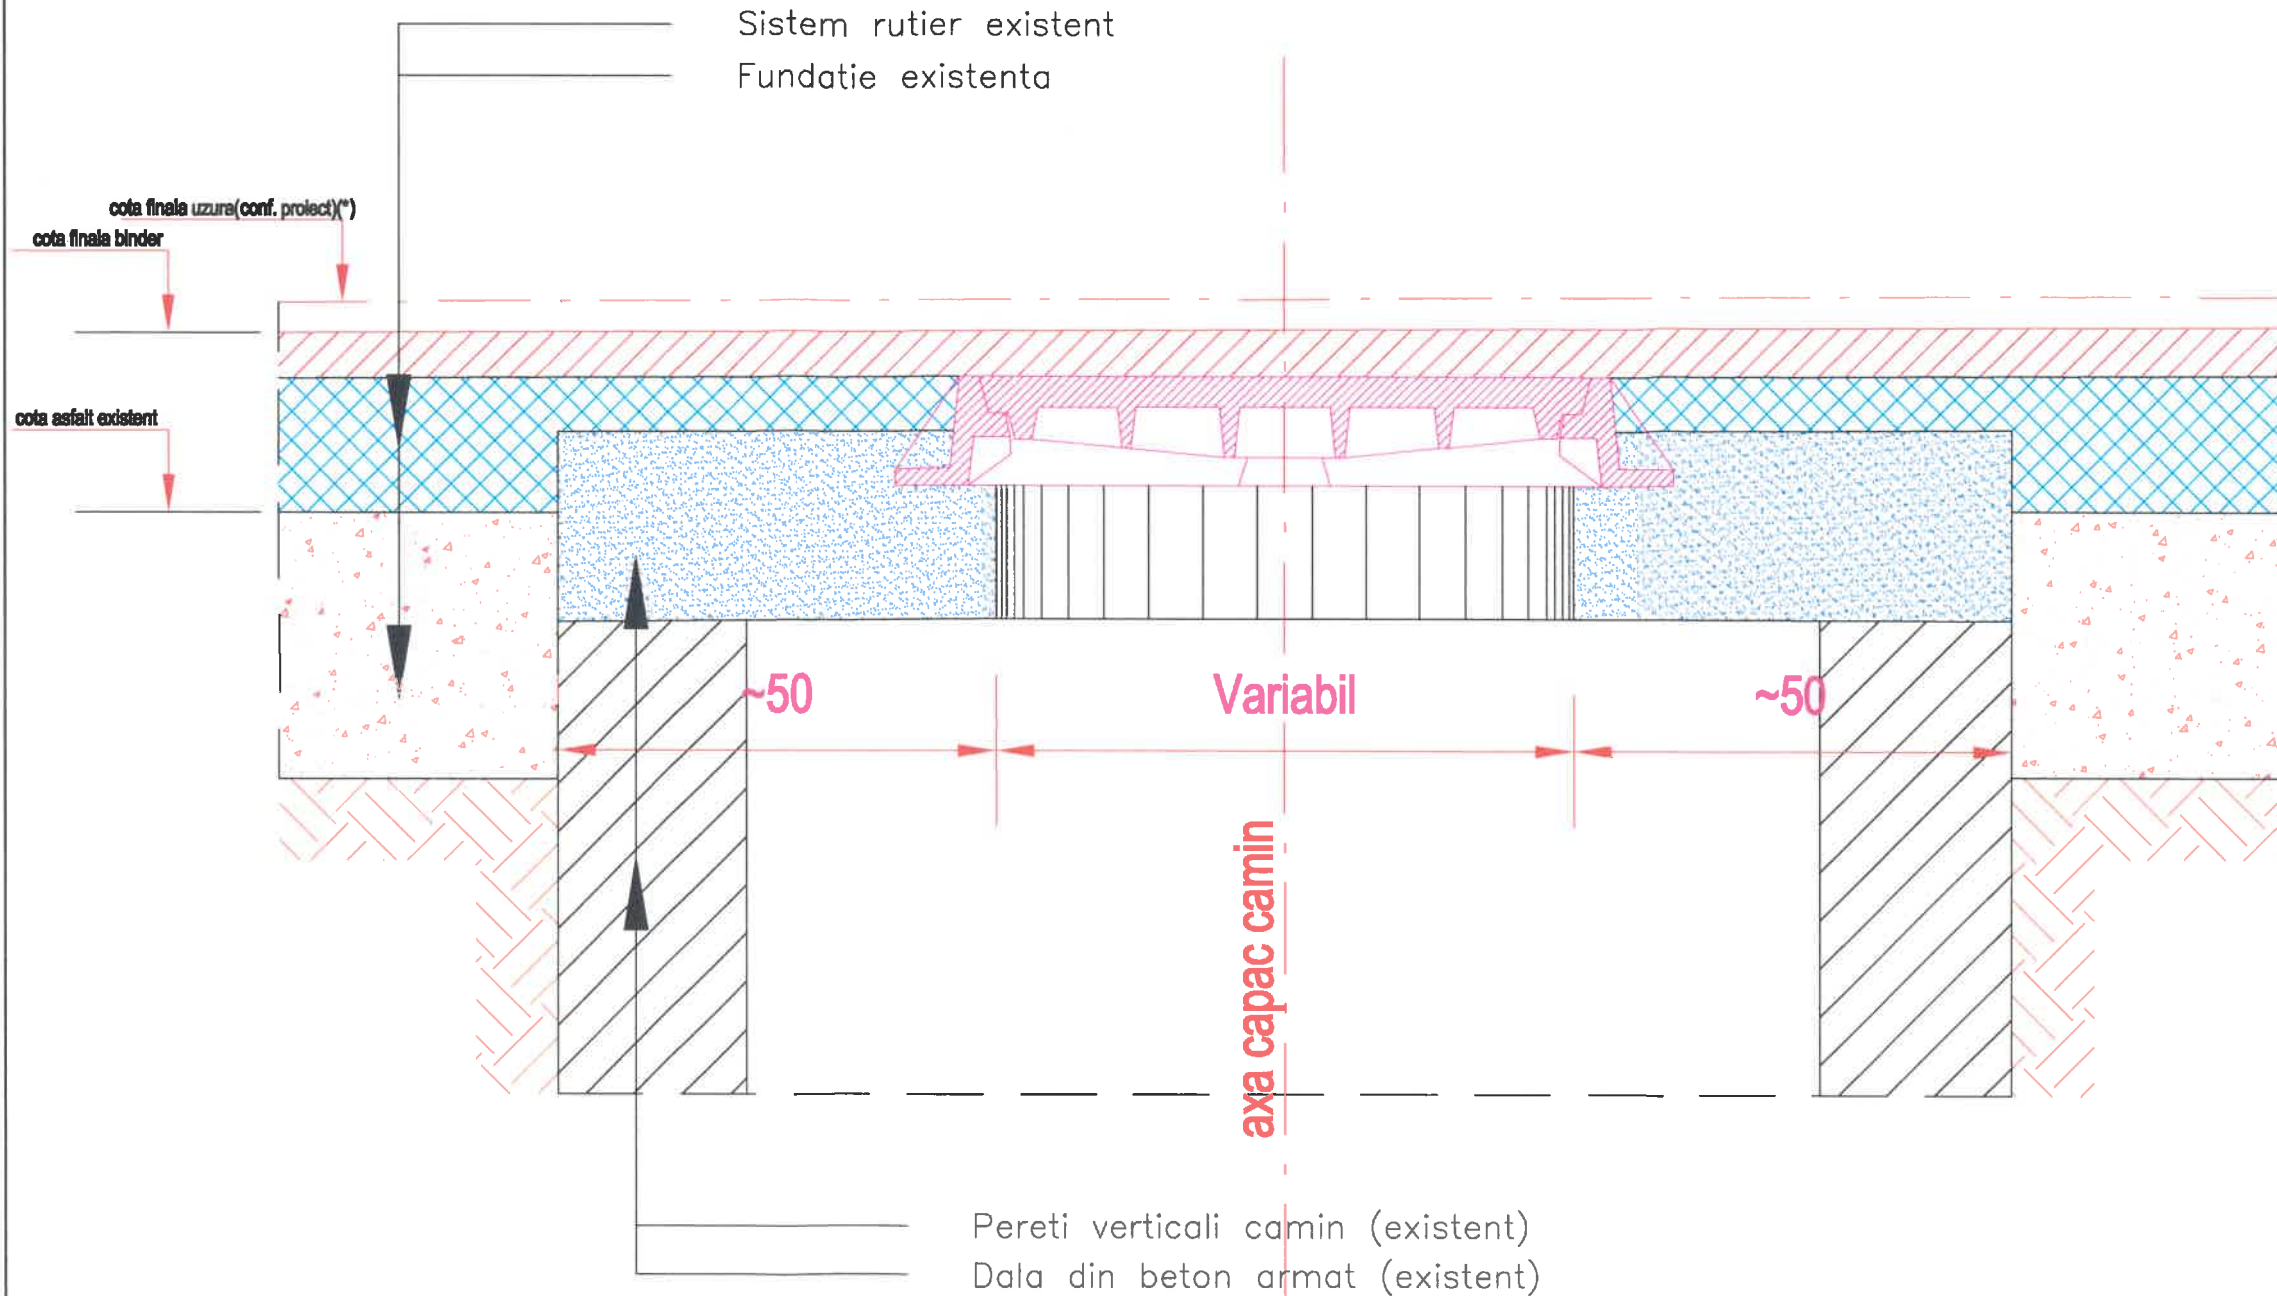 Sistem rutier existent
Fundatie existenta
cota finala uzura(conf. proiect)(*)
cota finala binder
cota asfalt existent
~50
Variabil
~50
axa capac camin
Pereti verticali camin (existent)
Dala din beton armat (existent)